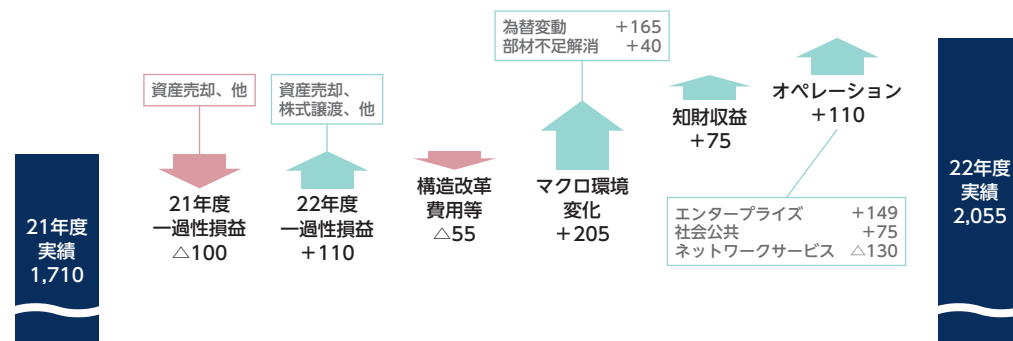 21年度
実績
1,710
資産売却、他
21年度
一過性損益
△100
資産売却、
株式譲渡、他
22年度
一過性損益
+110
構造改革
費用等
△55
為替変動 +165
部材不足解消 +40
マクロ環境
変化
+205
知財収益
+75
オペレーション
+110
エンタープライズ +149
社会公共 +75
ネットワークサービス △130
22年度
実績
2,055